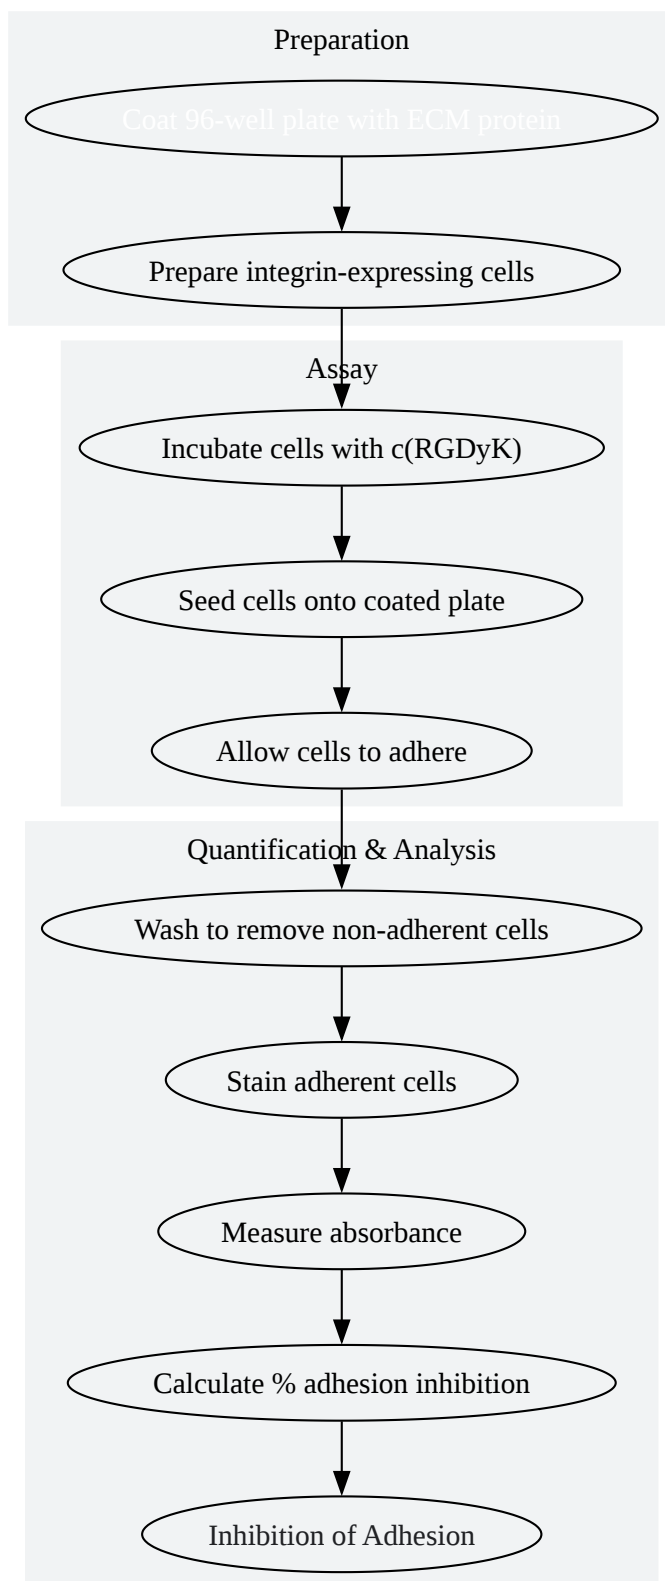 Preparation
Coat 96-well plate with ECM protein
Prepare integrin-expressing cells
Assay
Incubate cells with c(RGDyK)
Seed cells onto coated plate
Allow cells to adhere
Quantification & Analysis
Wash to remove non-adherent cells
Stain adherent cells
Measure absorbance
Calculate % adhesion inhibition
Inhibition of Adhesion